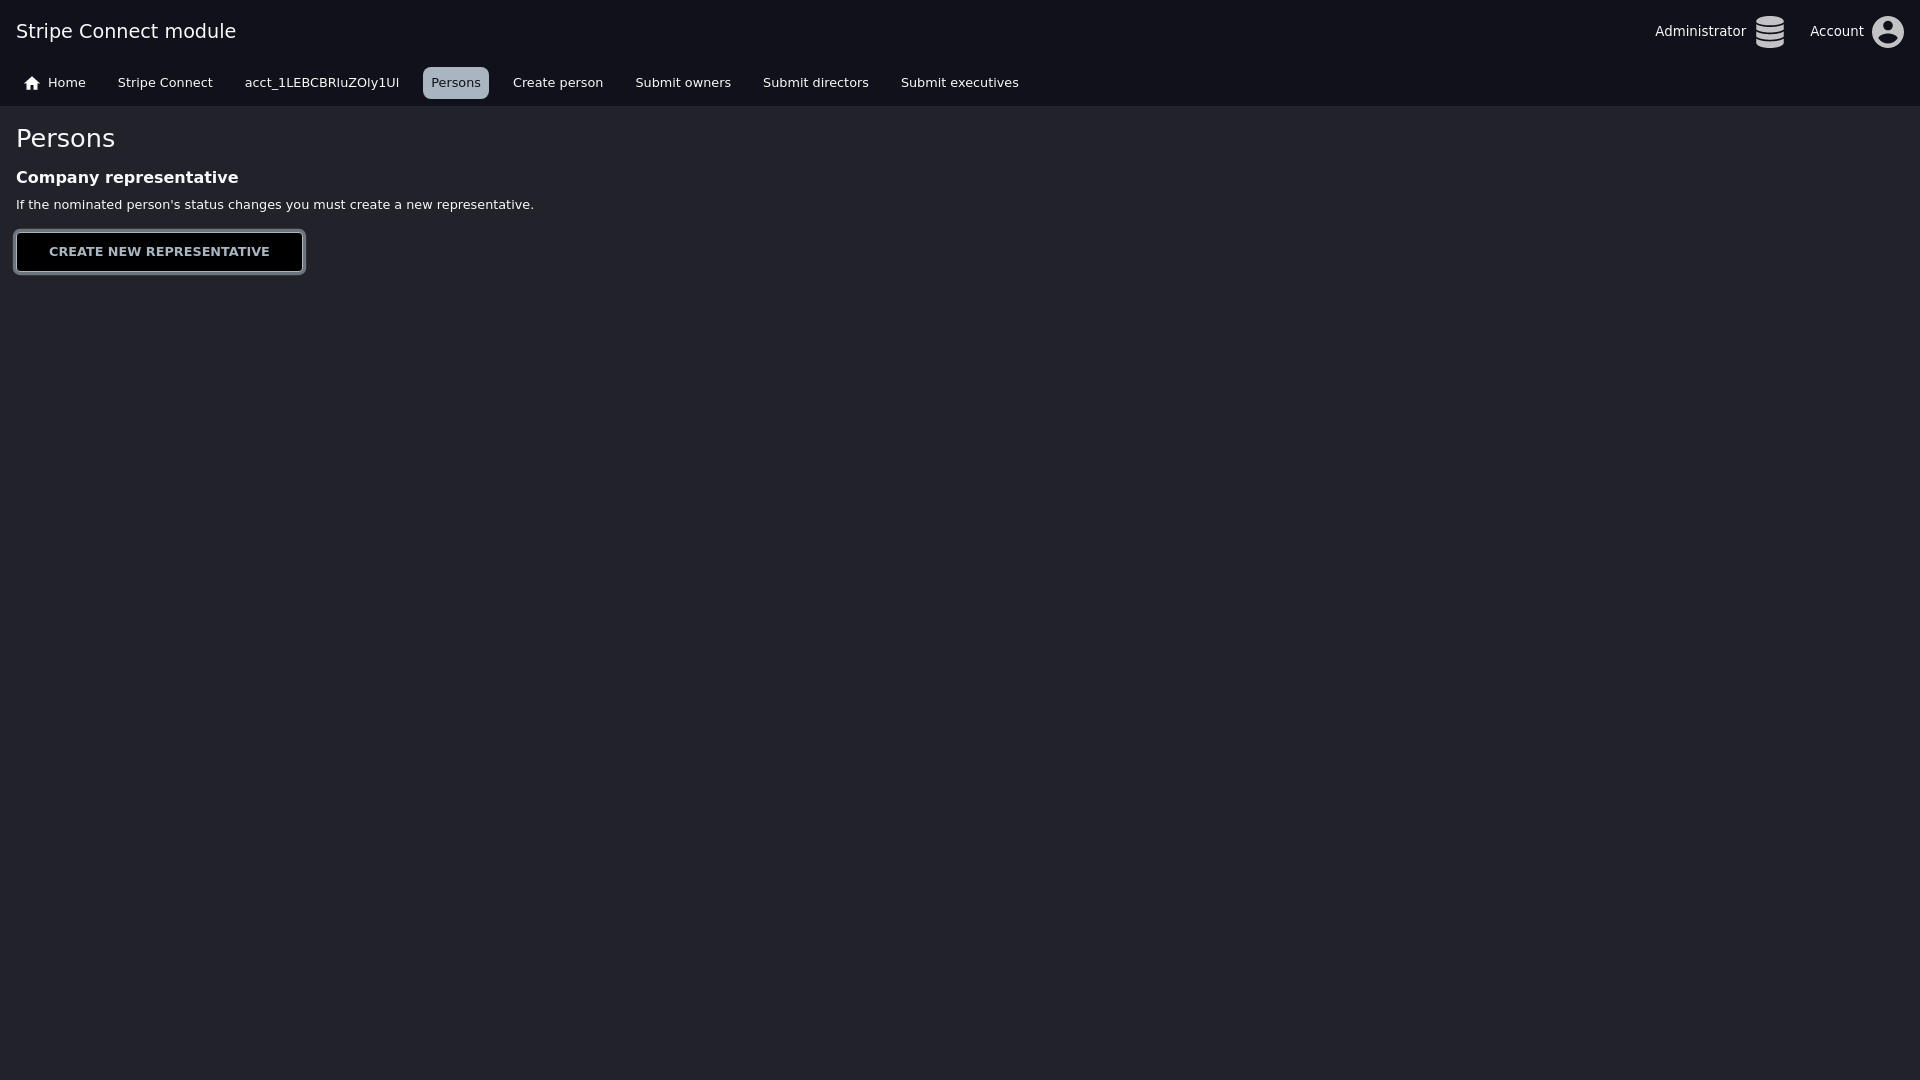 Stripe Connect module
Administrator
Account
Home
Stripe Connect
acct_1LEBCBRluZOly1UI
Persons
Create person
Submit owners
Submit directors
Submit executives
Persons
Company representative
If the nominated person's status changes you must create a new representative.
CREATE NEW REPRESENTATIVE